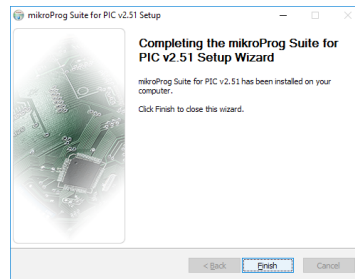 mikroProg Suite for PIC v2.51 Setup
Completing the mikroProg Suite for
PIC v2.51 Setup Wizard
mikroProg Suite for PIC v2.51 has been installed on your
computer.
Click Finish to close this wizard.
< Back
Finish
Cancel